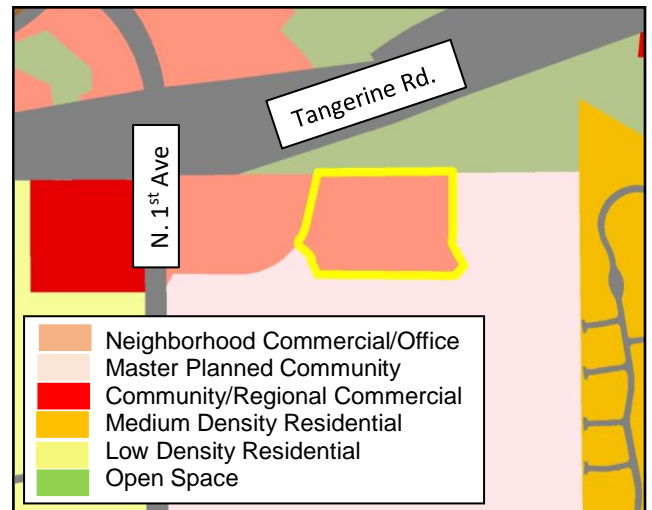 Tangerine Rd.
N. 1st Ave
Neighborhood Commercial/Office
Master Planned Community
Community/Regional Commercial
Medium Density Residential
Low Density Residential
Open Space